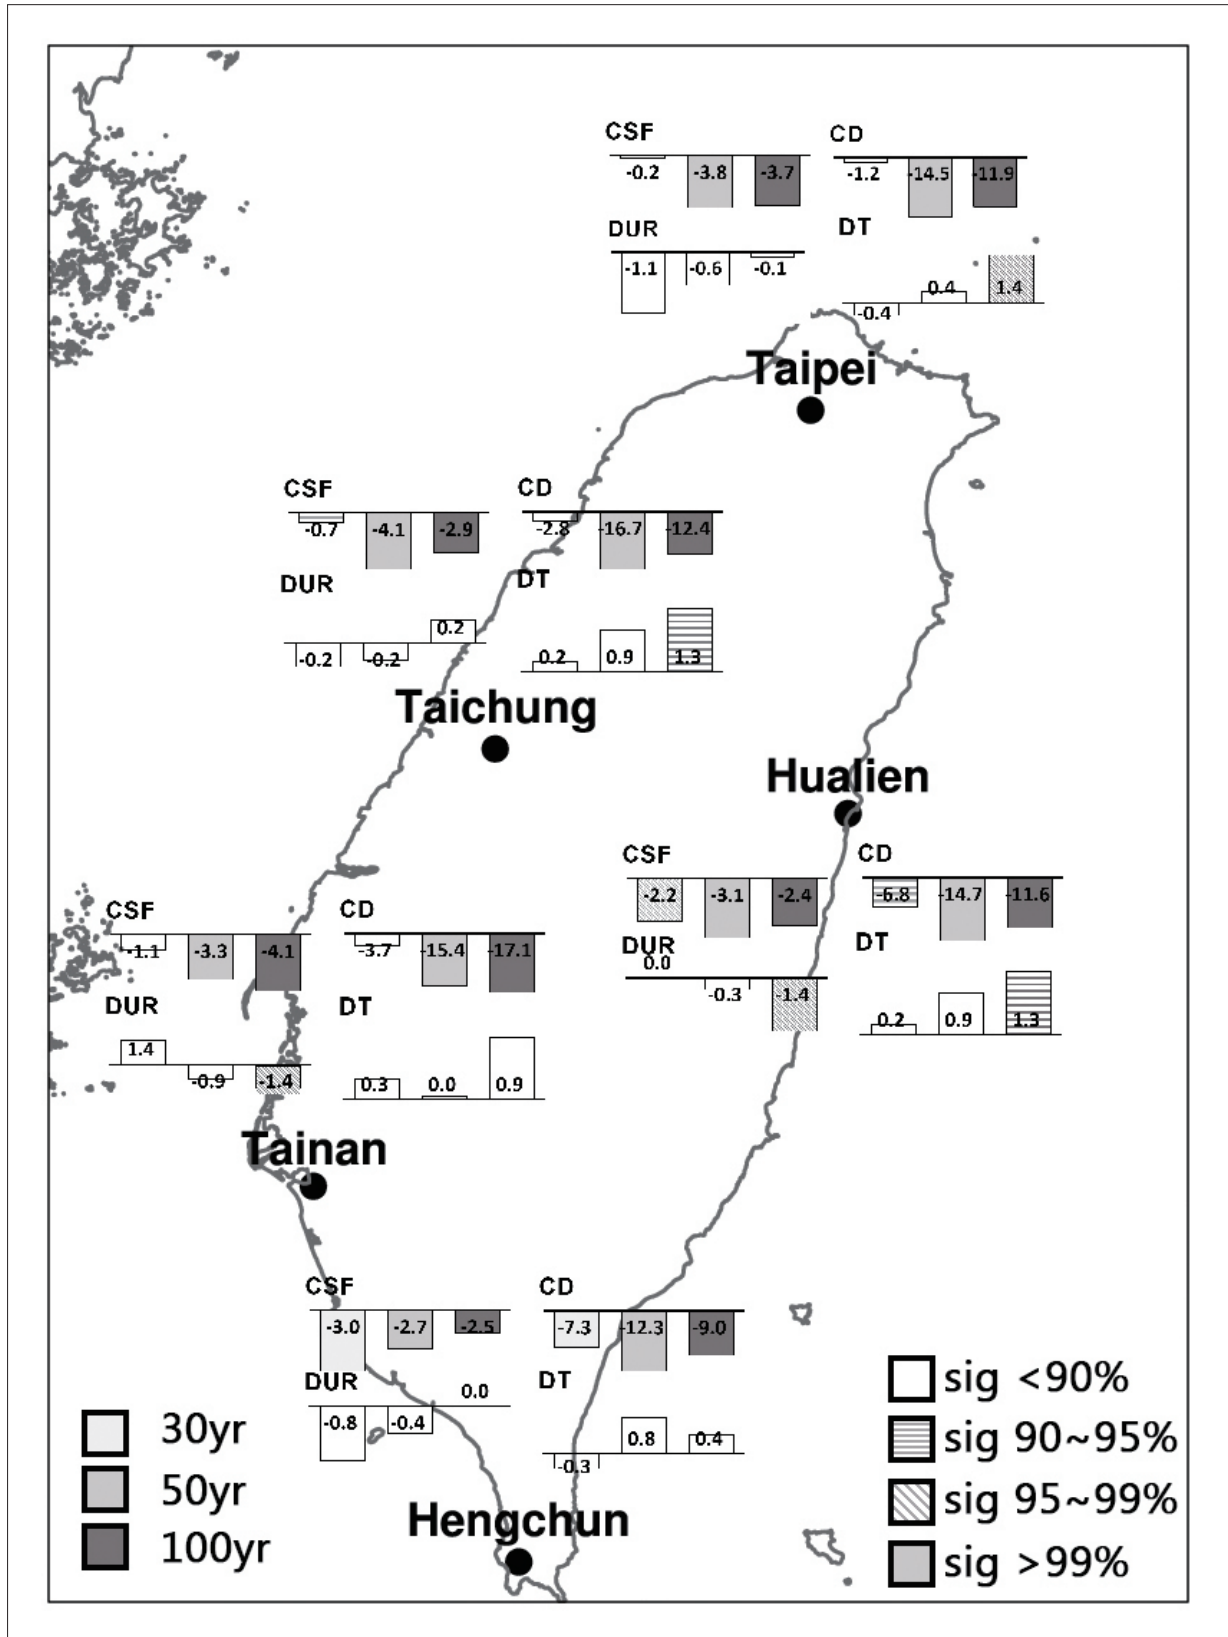 CSF CD
-0.2 -3.8 -3.7 -1.2 -14.5 -11.9
DUR DT
-1.1 -0.6 -0.1 -0.4 0.4 1.4
Taipei
CSF CD
-0.7 -4.1 -2.9 -2.8 -16.7 -12.4
DUR DT
-0.2 -0.2 0.2 0.2 0.9 1.3
Taichung
Hualien
CSF CD
-2.2 -3.1 -2.4 -6.8 -14.7 -11.6
DUR DT
0.0 -0.3 -1.4 0.2 0.9 1.3
CSF CD
-1.1 -3.3 -4.1 -3.7 -15.4 -17.1
DUR DT
1.4 -0.9 -1.4 0.3 0.0 0.9
Tainan
CSF CD
-3.0 -2.7 -2.5 -7.3 -12.3 -9.0
DUR DT
-0.8 -0.4 0.0 -0.3 0.8 0.4
Hengchun
30yr
50yr
100yr
sig <90%
sig 90~95%
sig 95~99%
sig >99%